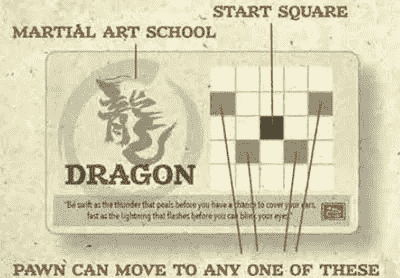 START SQUARE
MARTIAL ART SCHOOL
龍
DRAGON
"Be swift as the thunder that peals before you have a chance to cover your ears,
fast as the lightning that flashes before you can blink your eyes."
PAWN CAN MOVE TO ANY ONE OF THESE